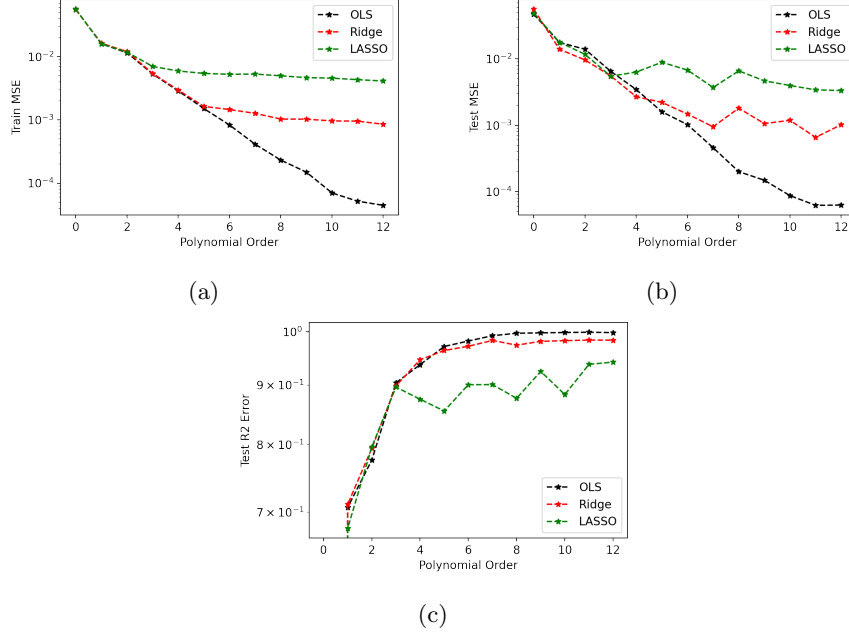 OLS
Ridge
LASSO
Train MSE
10⁻²
10⁻³
10⁻⁴
0 2 4 6 8 10 12
Polynomial Order
(a)
OLS
Ridge
LASSO
Test MSE
10⁻²
10⁻³
10⁻⁴
0 2 4 6 8 10 12
Polynomial Order
(b)
Test R2 Error
10⁰
9 × 10⁻¹
8 × 10⁻¹
7 × 10⁻¹
OLS
Ridge
LASSO
0 2 4 6 8 10 12
Polynomial Order
(c)